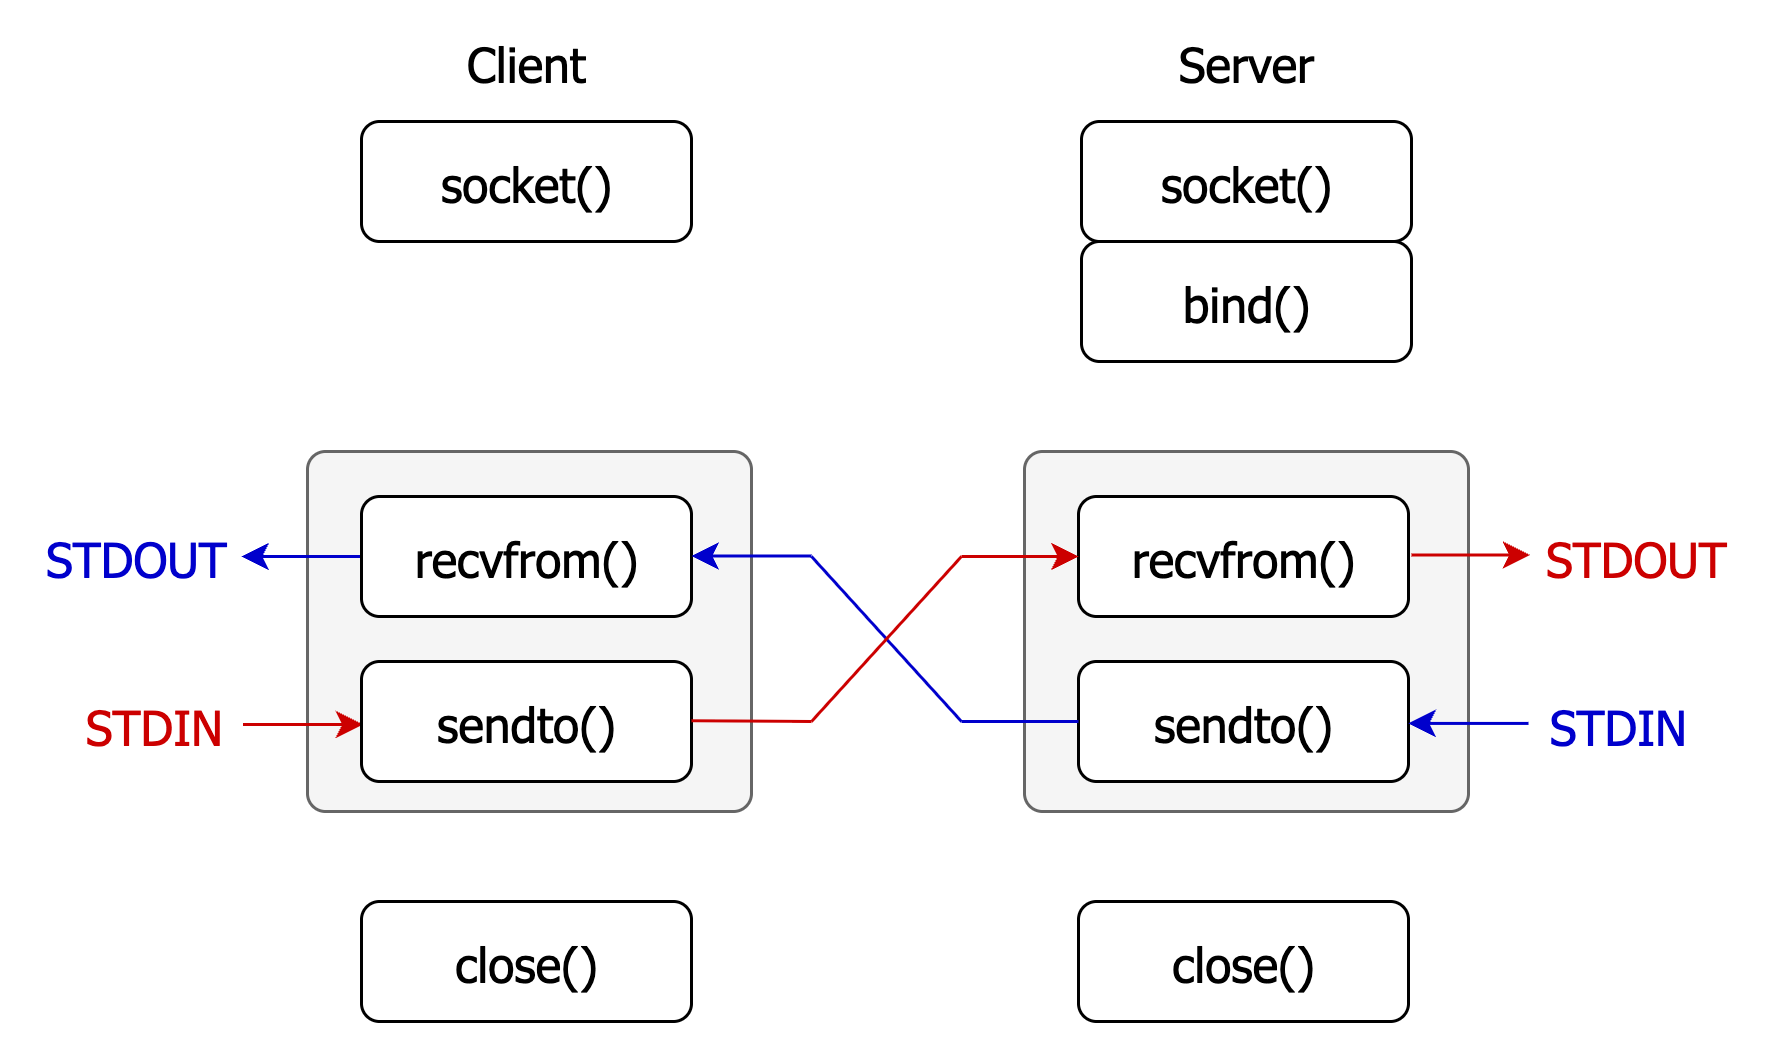 Client
Server
socket()
socket()
bind()
STDOUT
recvfrom()
recvfrom()
STDOUT
STDIN
sendto()
sendto()
STDIN
close()
close()